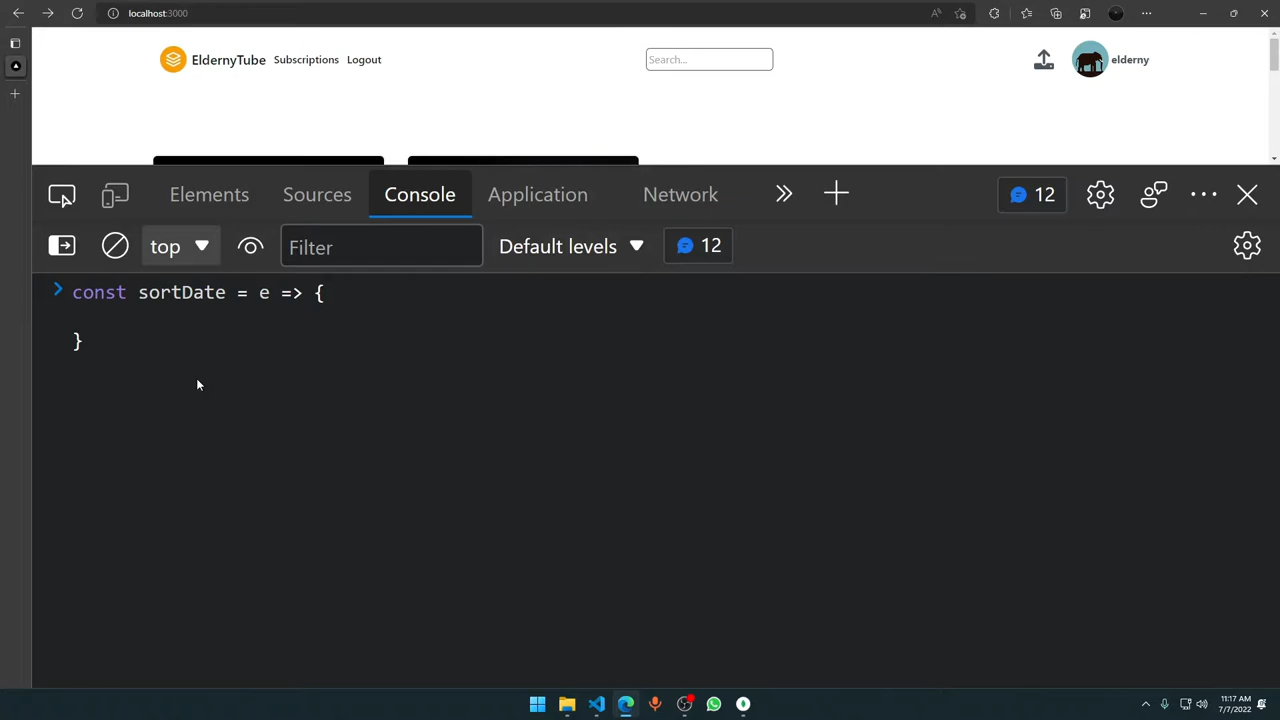 localhost:3000
EldernyTube Subscriptions Logout
Search...
elderny
Elements Sources Console Application Network 12
top Filter Default levels 12
const sortDate = e => {
}
11:17 AM
7/7/2022